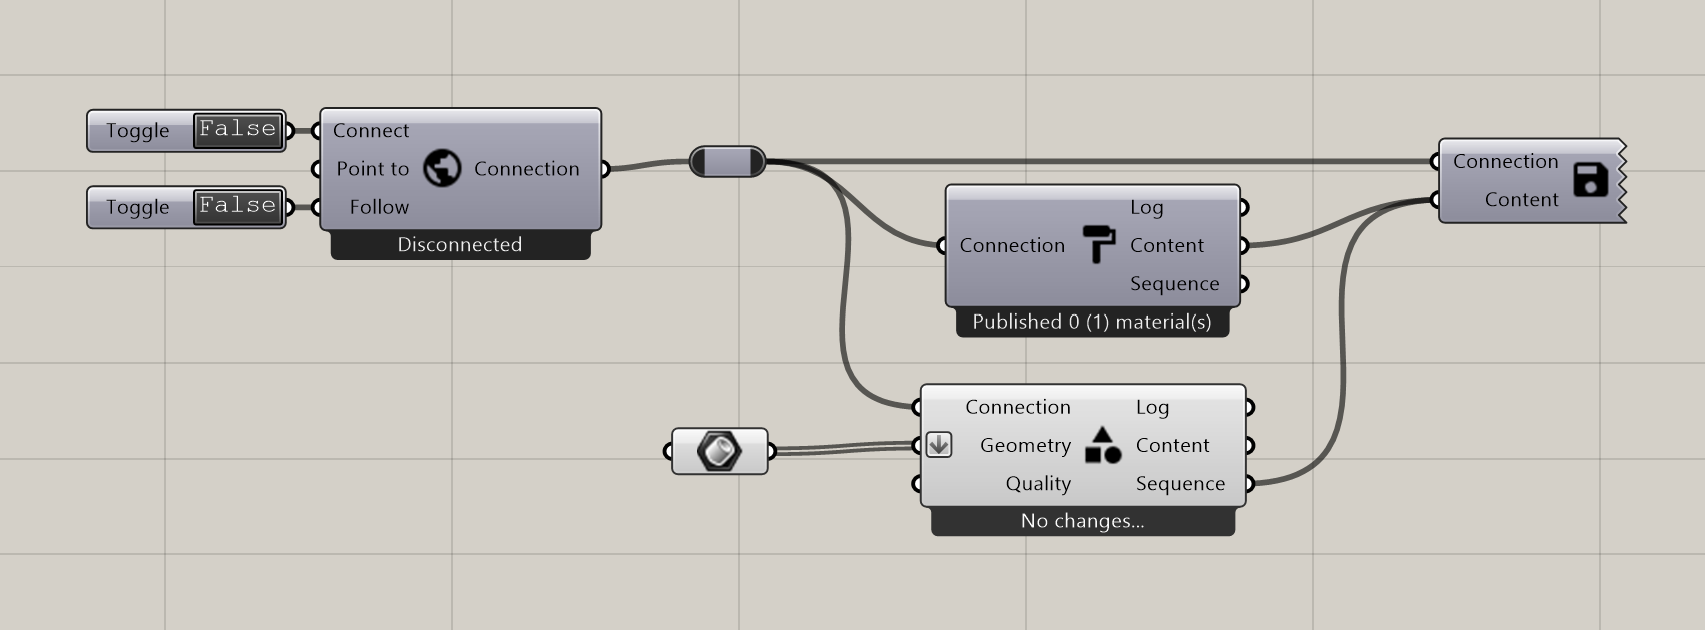 Toggle False
Connect
Point to
Connection
Toggle False
Follow
Disconnected
Connection
Log
Content
Sequence
Published 0 (1) material(s)
Connection
Geometry
Quality
Log
Content
Sequence
No changes...
Connection
Content